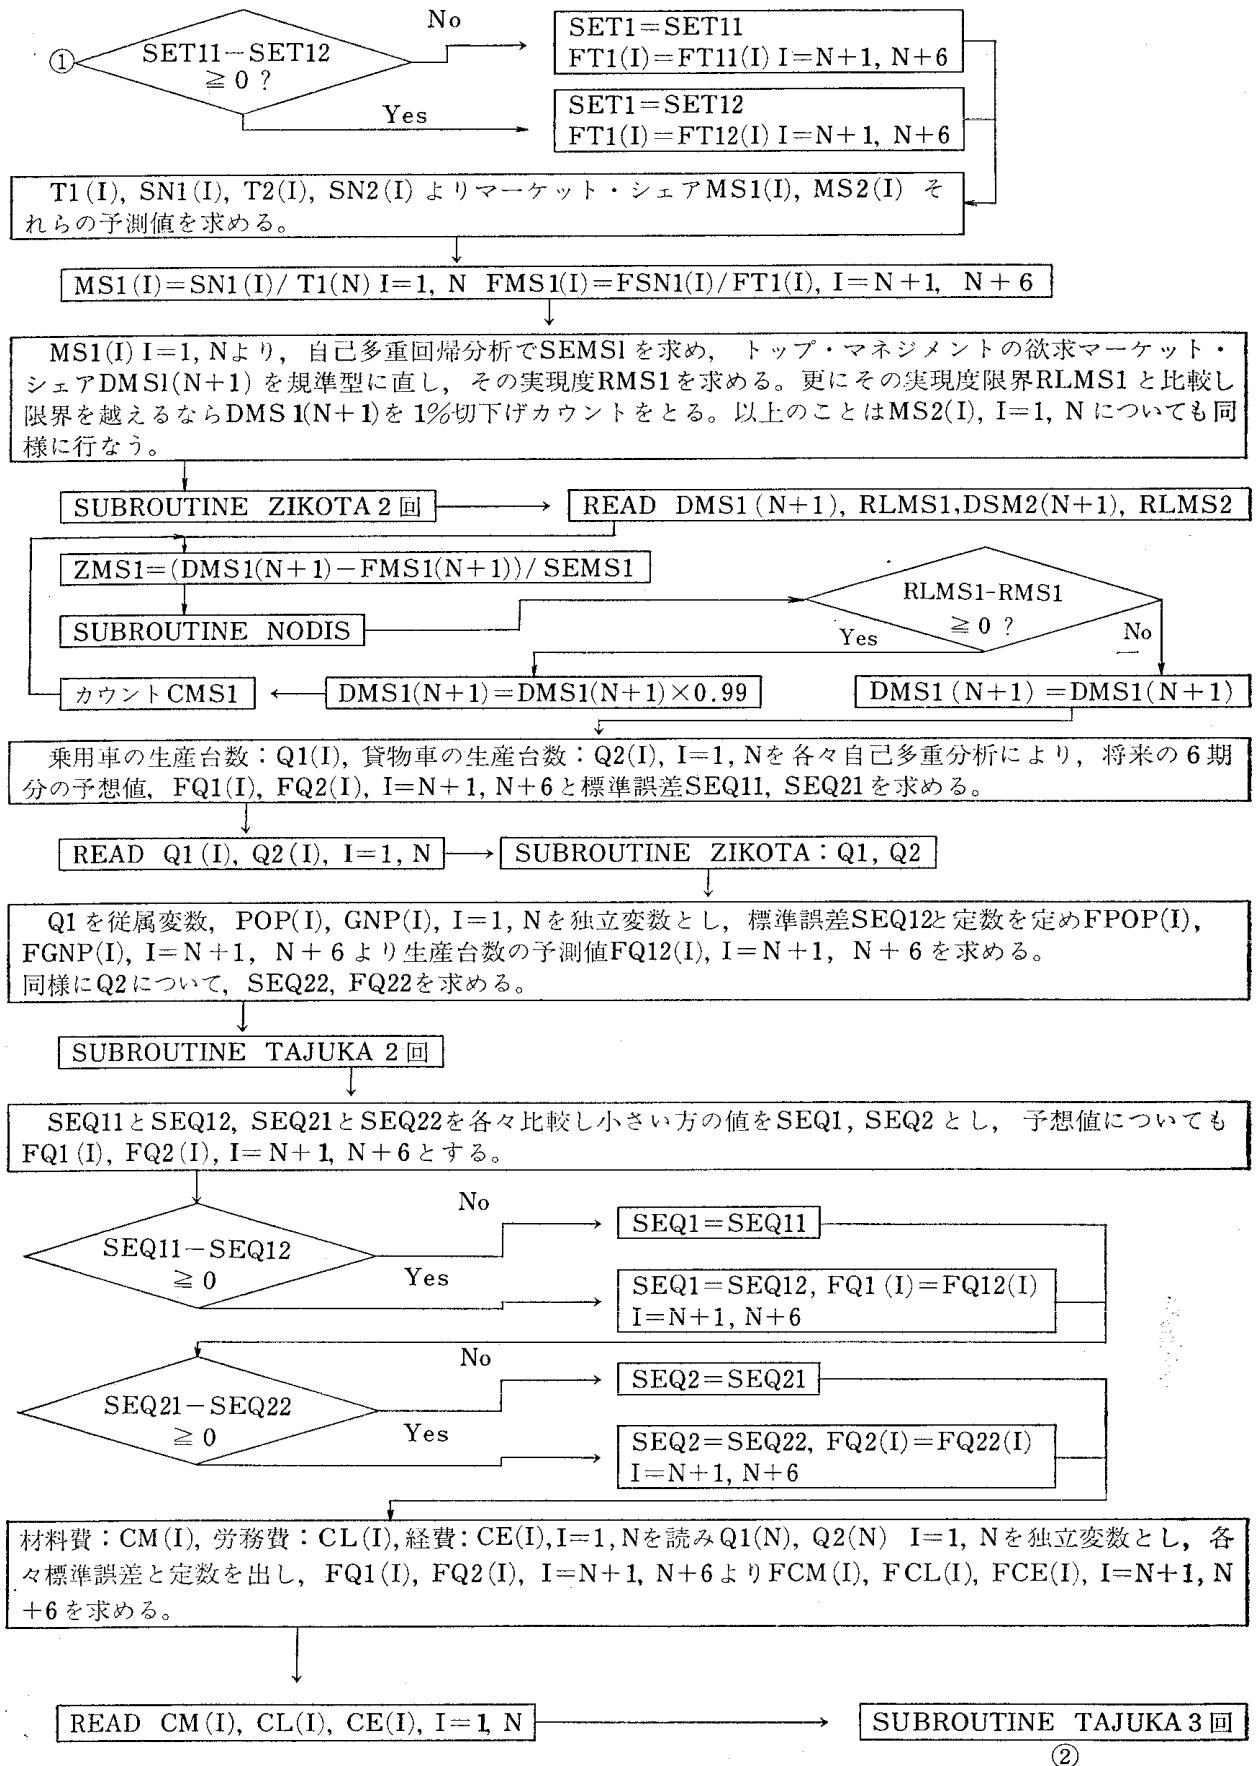 ①
SET11−SET12
≧ 0 ?
No
Yes
SET1=SET11
FT1(I)=FT11(I) I=N+1, N+6
SET1=SET12
FT1(I)=FT12(I) I=N+1, N+6
T1(I), SN1(I), T2(I), SN2(I) よりマーケット・シェアMS1(I), MS2(I) そ
れらの予測値を求める。
MS1(I)=SN1(I)/ T1(N) I=1, N FMS1(I)=FSN1(I)/FT1(I), I=N+1, N+6
MS1(I) I=1, Nより, 自己多重回帰分析でSEMS1を求め, トップ・マネジメントの欲求マーケット・
シェアDMS1(N+1) を規準型に直し, その実現度RMS1を求める。更にその実現度限界RLMS1 と比較し
限界を越えるならDMS1(N+1)を1%切下げカウントをとる。以上のことはMS2(I), I=1, N についても同
様に行なう。
SUBROUTINE ZIKOTA 2 回
READ DMS1(N+1), RLMS1,DSM2(N+1), RLMS2
ZMS1=(DMS1(N+1)−FMS1(N+1))/ SEMS1
SUBROUTINE NODIS
RLMS1-RMS1
≧ 0 ?
Yes
No
カウントCMS1
DMS1(N+1)=DMS1(N+1)×0.99
DMS1(N+1)=DMS1(N+1)
乗用車の生産台数：Q1(I), 貨物車の生産台数：Q2(I), I=1, Nを各々自己多重分析により, 将来の 6 期
分の予想値, FQ1(I), FQ2(I), I=N+1, N+6と標準誤差SEQ11, SEQ21を求める。
READ Q1(I), Q2(I), I=1, N
SUBROUTINE ZIKOTA：Q1, Q2
Q1を従属変数, POP(I), GNP(I), I=1, Nを独立変数とし, 標準誤差SEQ12と定数を定めFPOP(I),
FGNP(I), I=N+1, N+6より生産台数の予測値FQ12(I), I=N+1, N+6を求める。
同様にQ2について, SEQ22, FQ22を求める。
SUBROUTINE TAJUKA 2 回
SEQ11とSEQ12, SEQ21とSEQ22を各々比較し小さい方の値をSEQ1, SEQ2とし, 予想値についても
FQ1(I), FQ2(I), I=N+1, N+6とする。
SEQ11−SEQ12
≧ 0
No
Yes
SEQ1=SEQ11
SEQ1=SEQ12, FQ1(I)=FQ12(I)
I=N+1, N+6
SEQ21−SEQ22
≧ 0
No
Yes
SEQ2=SEQ21
SEQ2=SEQ22, FQ2(I)=FQ22(I)
I=N+1, N+6
材料費：CM(I), 労務費：CL(I),経費：CE(I),I=1, Nを読みQ1(N), Q2(N) I=1, Nを独立変数とし, 各
々標準誤差と定数を出し, FQ1(I), FQ2(I), I=N+1, N+6よりFCM(I), FCL(I), FCE(I), I=N+1, N
+6を求める。
READ CM(I), CL(I), CE(I), I=1, N
SUBROUTINE TAJUKA 3 回
②